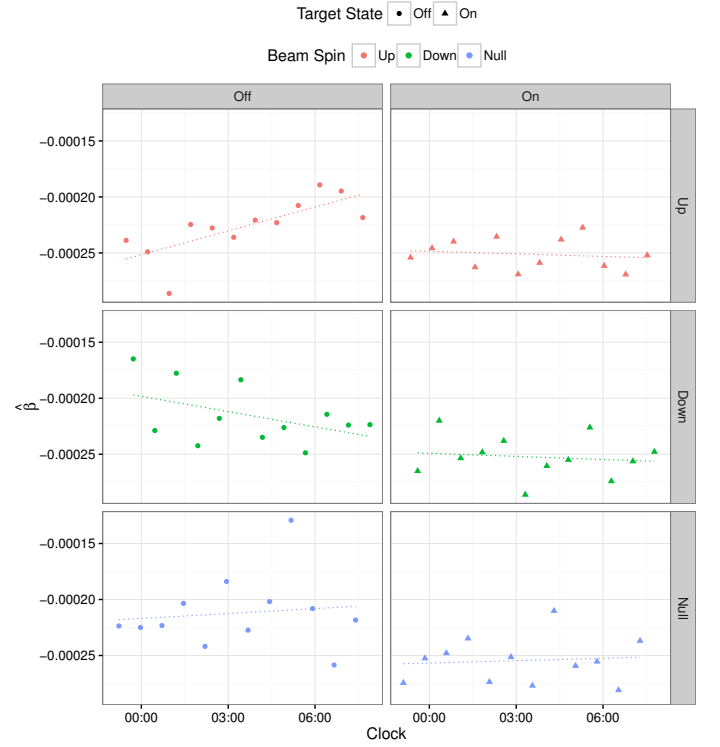 Target State Off On
Beam Spin Up Down Null
Off On
−0.00015
−0.00020
−0.00025
Up
−0.00015
−0.00020
−0.00025
Down
−0.00015
−0.00020
−0.00025
Null
β̂
00:00 03:00 06:00 00:00 03:00 06:00
Clock